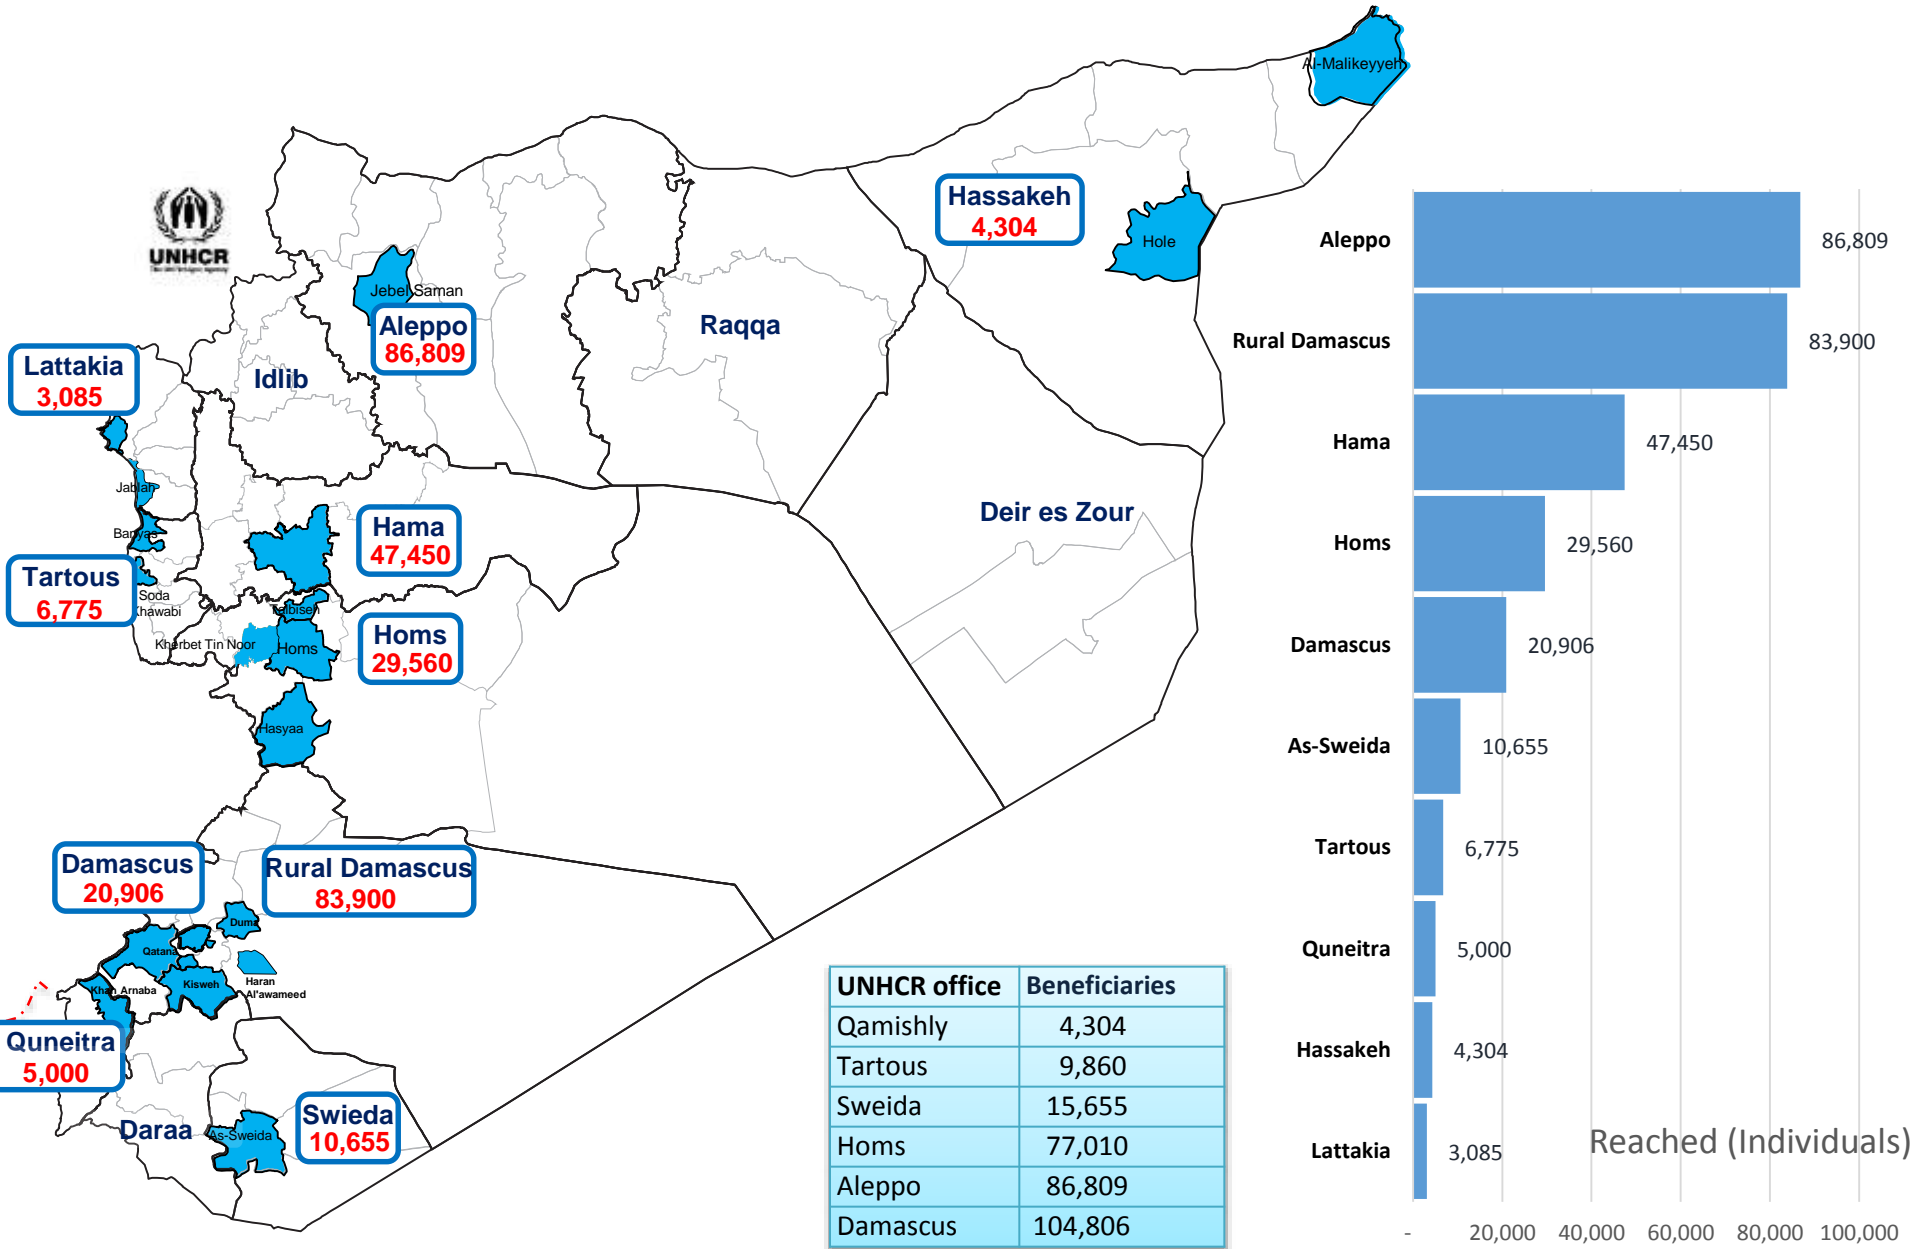 Al-Malikeyyeh
Hassakeh
4,304
Hole
UNHCR
Jebel Saman
Aleppo
86,809
Raqqa
Lattakia
3,085
Idlib
Jablah
Banyas
Deir es Zour
Hama
47,450
Tartous
6,775
Soda
Khawabi
Talbiseh
Kherbet Tin Noor
Homs
Homs
29,560
Hasyaa
Damascus
20,906
Rural Damascus
83,900
Duma
Qatana
Kisweh
Haran
Al'awameed
Khan Arnaba
Quneitra
5,000
Daraa
As-Sweida
Swieda
10,655
UNHCR office Beneficiaries
Qamishly 4,304
Tartous 9,860
Sweida 15,655
Homs 77,010
Aleppo 86,809
Damascus 104,806
Aleppo 86,809
Rural Damascus 83,900
Hama 47,450
Homs 29,560
Damascus 20,906
As-Sweida 10,655
Tartous 6,775
Quneitra 5,000
Hassakeh 4,304
Lattakia 3,085
Reached (Individuals)
- 20,000 40,000 60,000 80,000 100,000